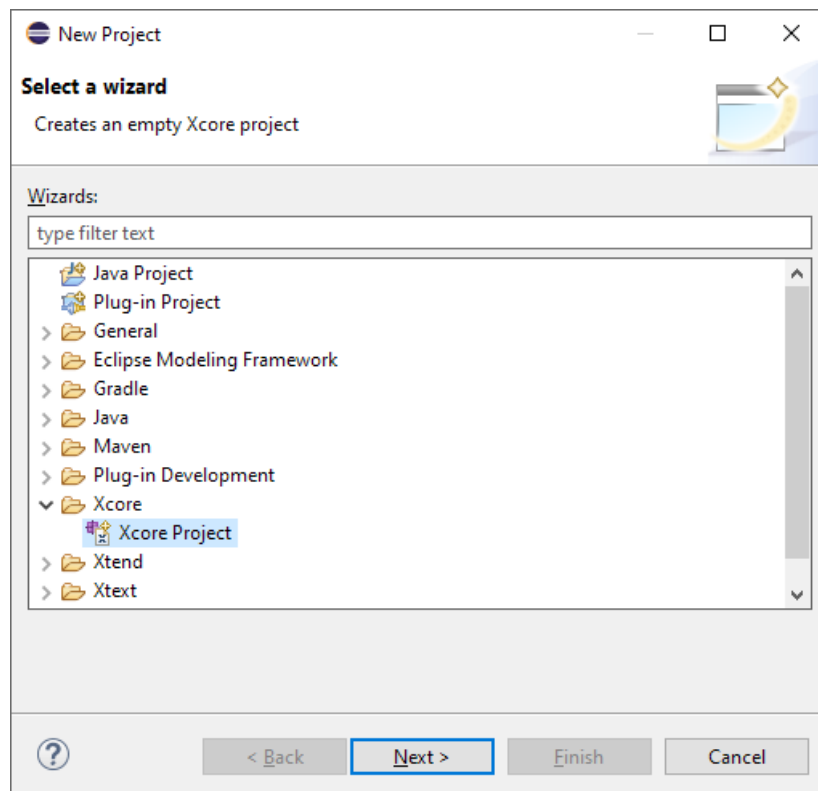 New Project
Select a wizard
Creates an empty Xcore project
Wizards:
type filter text
Java Project
Plug-in Project
General
Eclipse Modeling Framework
Gradle
Java
Maven
Plug-in Development
Xcore
Xcore Project
Xtend
Xtext
? < Back Next > Finish Cancel